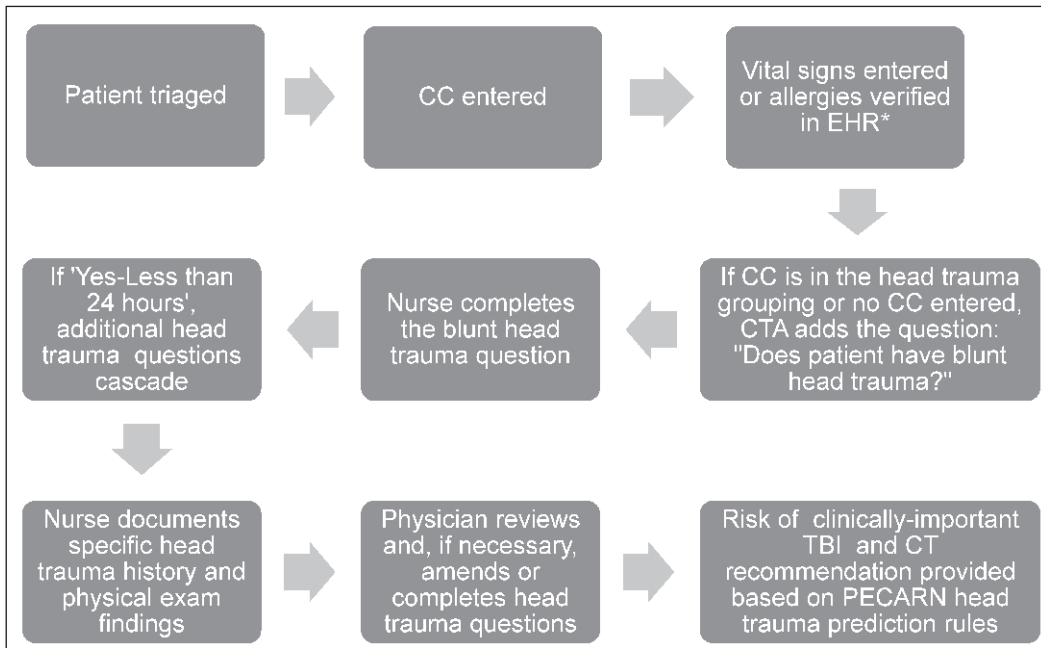 Patient triaged
CC entered
Vital signs entered
or allergies verified
in EHR*
If CC is in the head trauma
grouping or no CC entered,
CTA adds the question:
"Does patient have blunt
head trauma?"
Nurse completes
the blunt head
trauma question
If 'Yes-Less than
24 hours',
additional head
trauma questions
cascade
Nurse documents
specific head
trauma history and
physical exam
findings
Physician reviews
and, if necessary,
amends or
completes head
trauma questions
Risk of clinically-important
TBI and CT
recommendation provided
based on PECARN head
trauma prediction rules